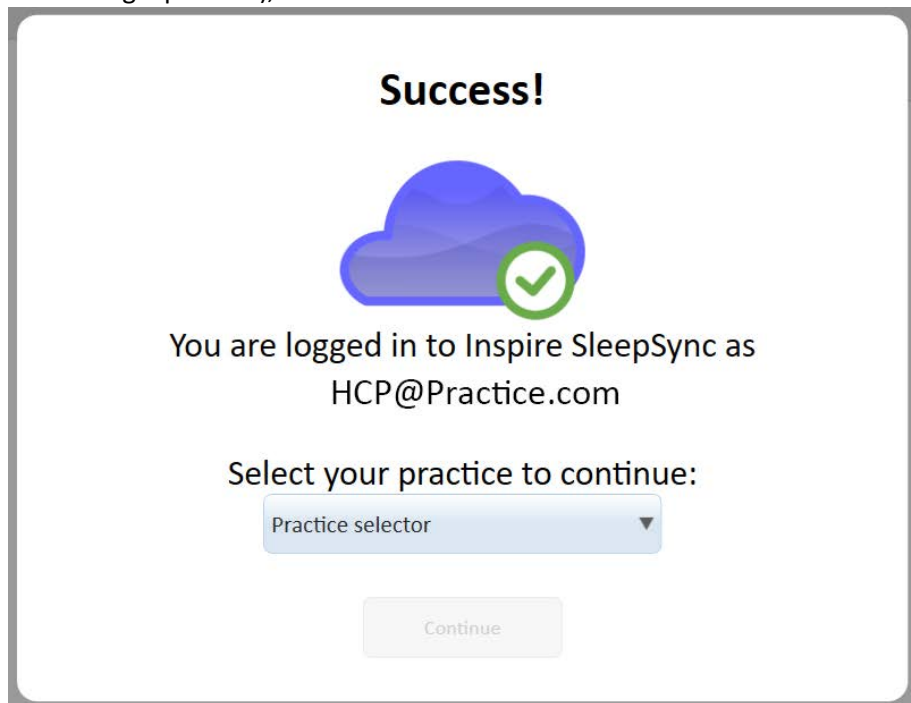 Success!
You are logged in to Inspire SleepSync as
HCP@Practice.com
Select your practice to continue:
Practice selector
Continue